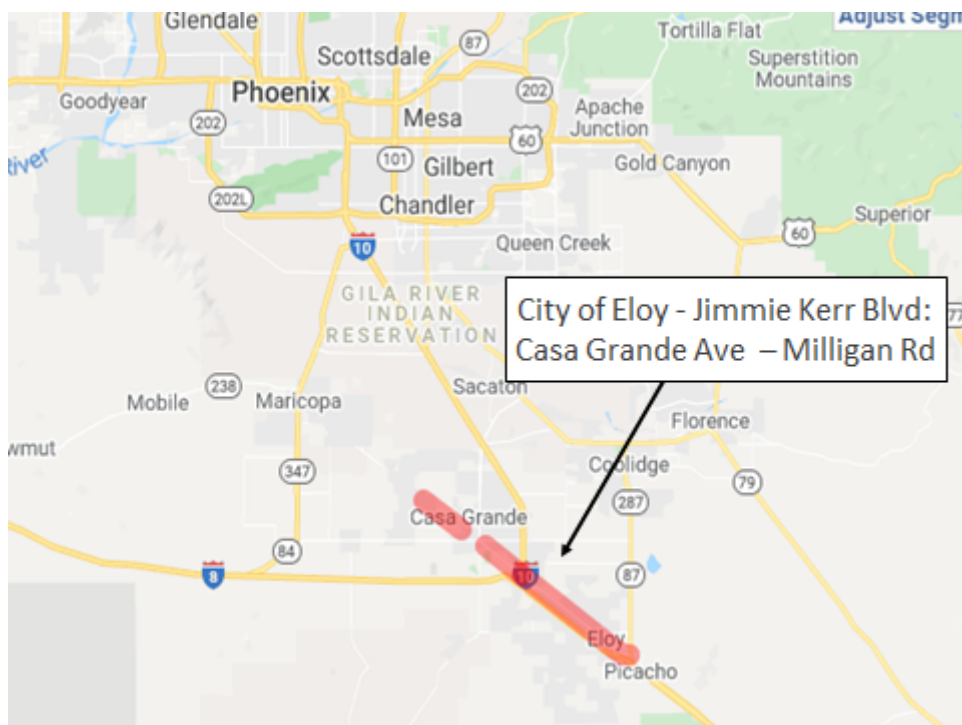 Glendale
Adjust Segm
Tortilla Flat
87
Scottsdale
Superstition
Mountains
Goodyear
Phoenix
202
Apache
Junction
202
Mesa
60
101
Gilbert
Gold Canyon
River
202L
Chandler
Superior
10
Queen Creek
60
GILA RIVER
INDIAN
RESERVATION
City of Eloy - Jimmie Kerr Blvd:
Casa Grande Ave – Milligan Rd
77
238
Sacaton
Mobile
Maricopa
Florence
wmut
Coolidge
347
79
287
Casa Grande
84
8
10
87
Eloy
Picacho